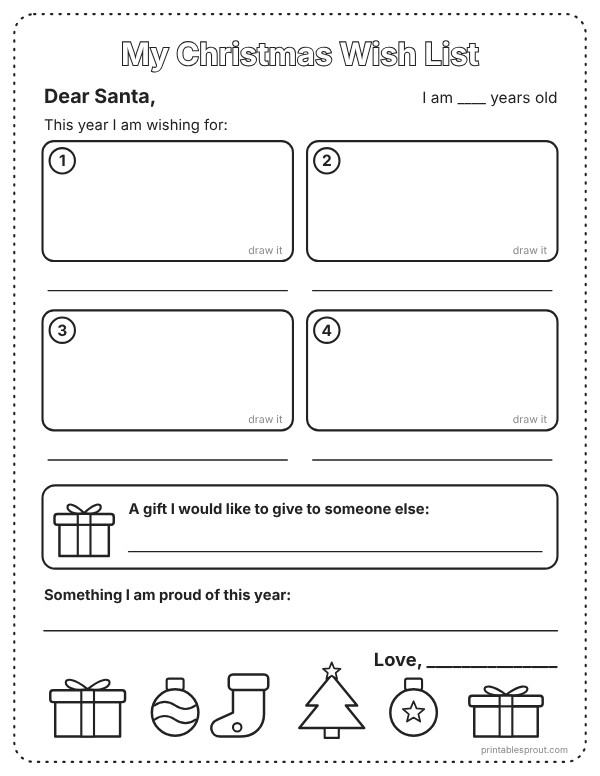 My Christmas Wish List
Dear Santa,
I am ____ years old
This year I am wishing for:
1
2
draw it
draw it
3
4
draw it
draw it
A gift I would like to give to someone else:
Something I am proud of this year:
Love, _______________
printablesprout.com